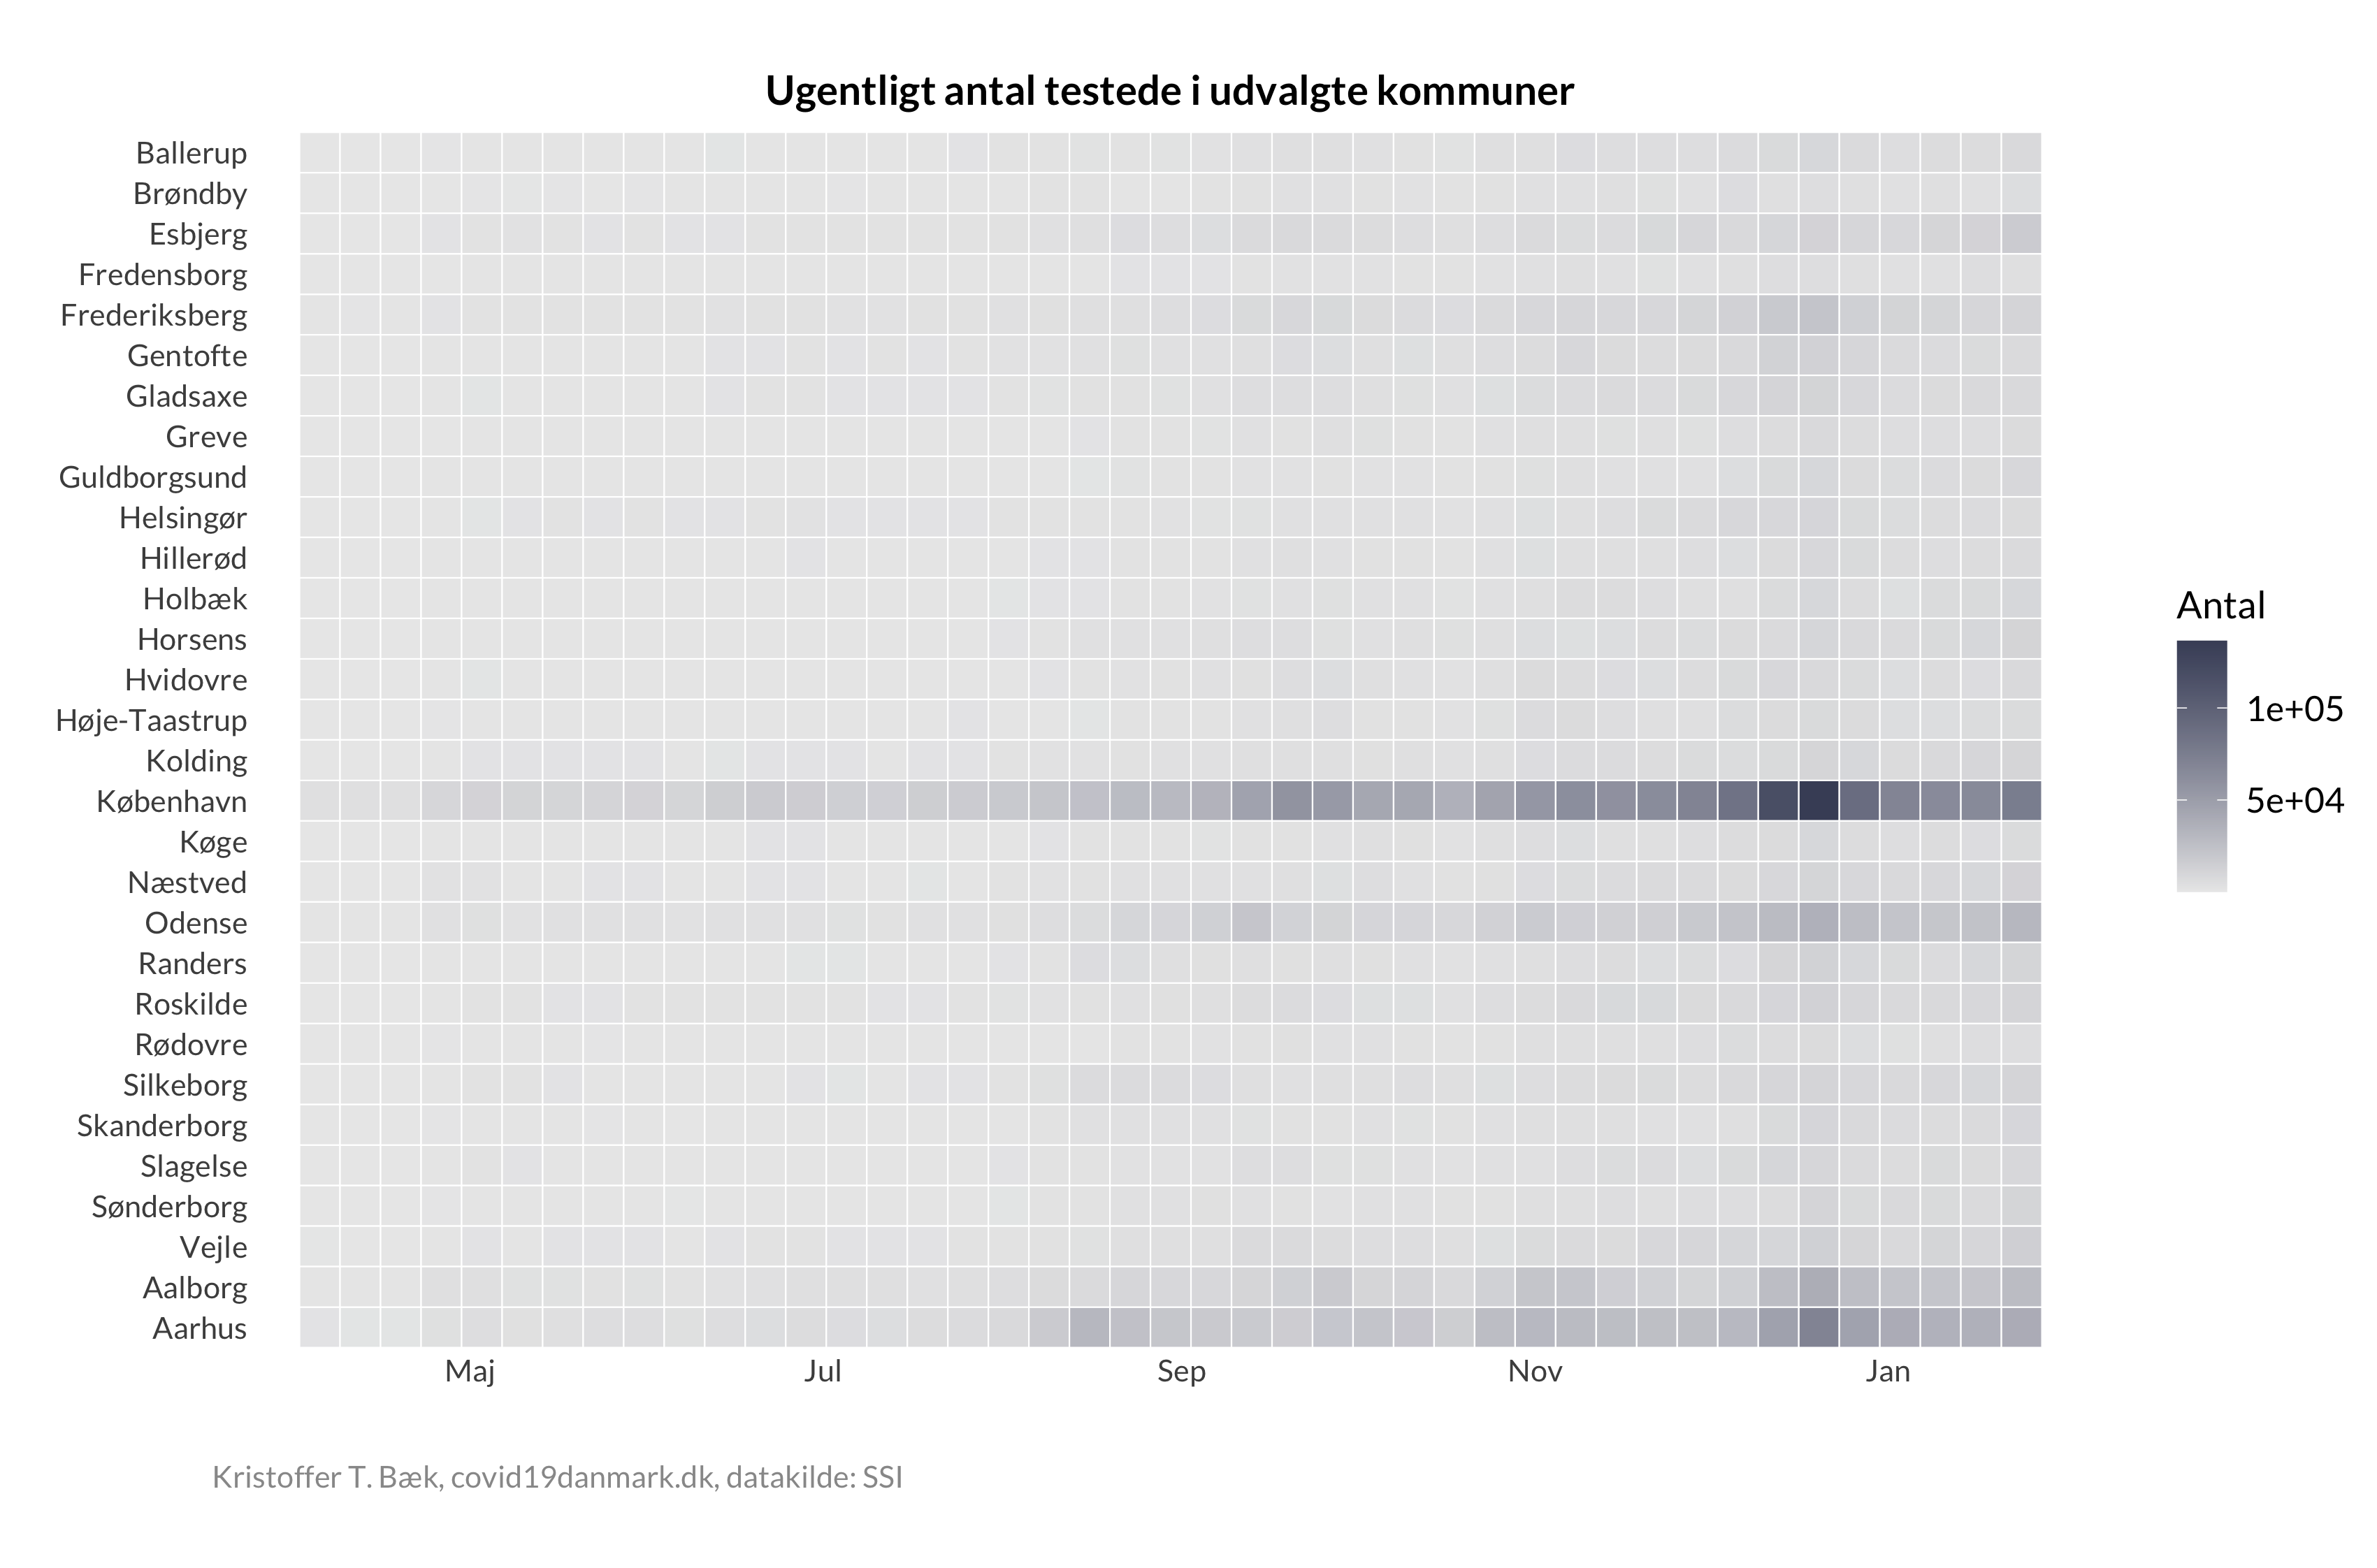 Ugentligt antal testede i udvalgte kommuner
Ballerup
Brøndby
Esbjerg
Fredensborg
Frederiksberg
Gentofte
Gladsaxe
Greve
Guldborgsund
Helsingør
Hillerød
Holbæk
Horsens
Hvidovre
Høje-Taastrup
Kolding
København
Køge
Næstved
Odense
Randers
Roskilde
Rødovre
Silkeborg
Skanderborg
Slagelse
Sønderborg
Vejle
Aalborg
Aarhus
Maj Jul Sep Nov Jan
Antal
1e+05
5e+04
Kristoffer T. Bæk, covid19danmark.dk, datakilde: SSI